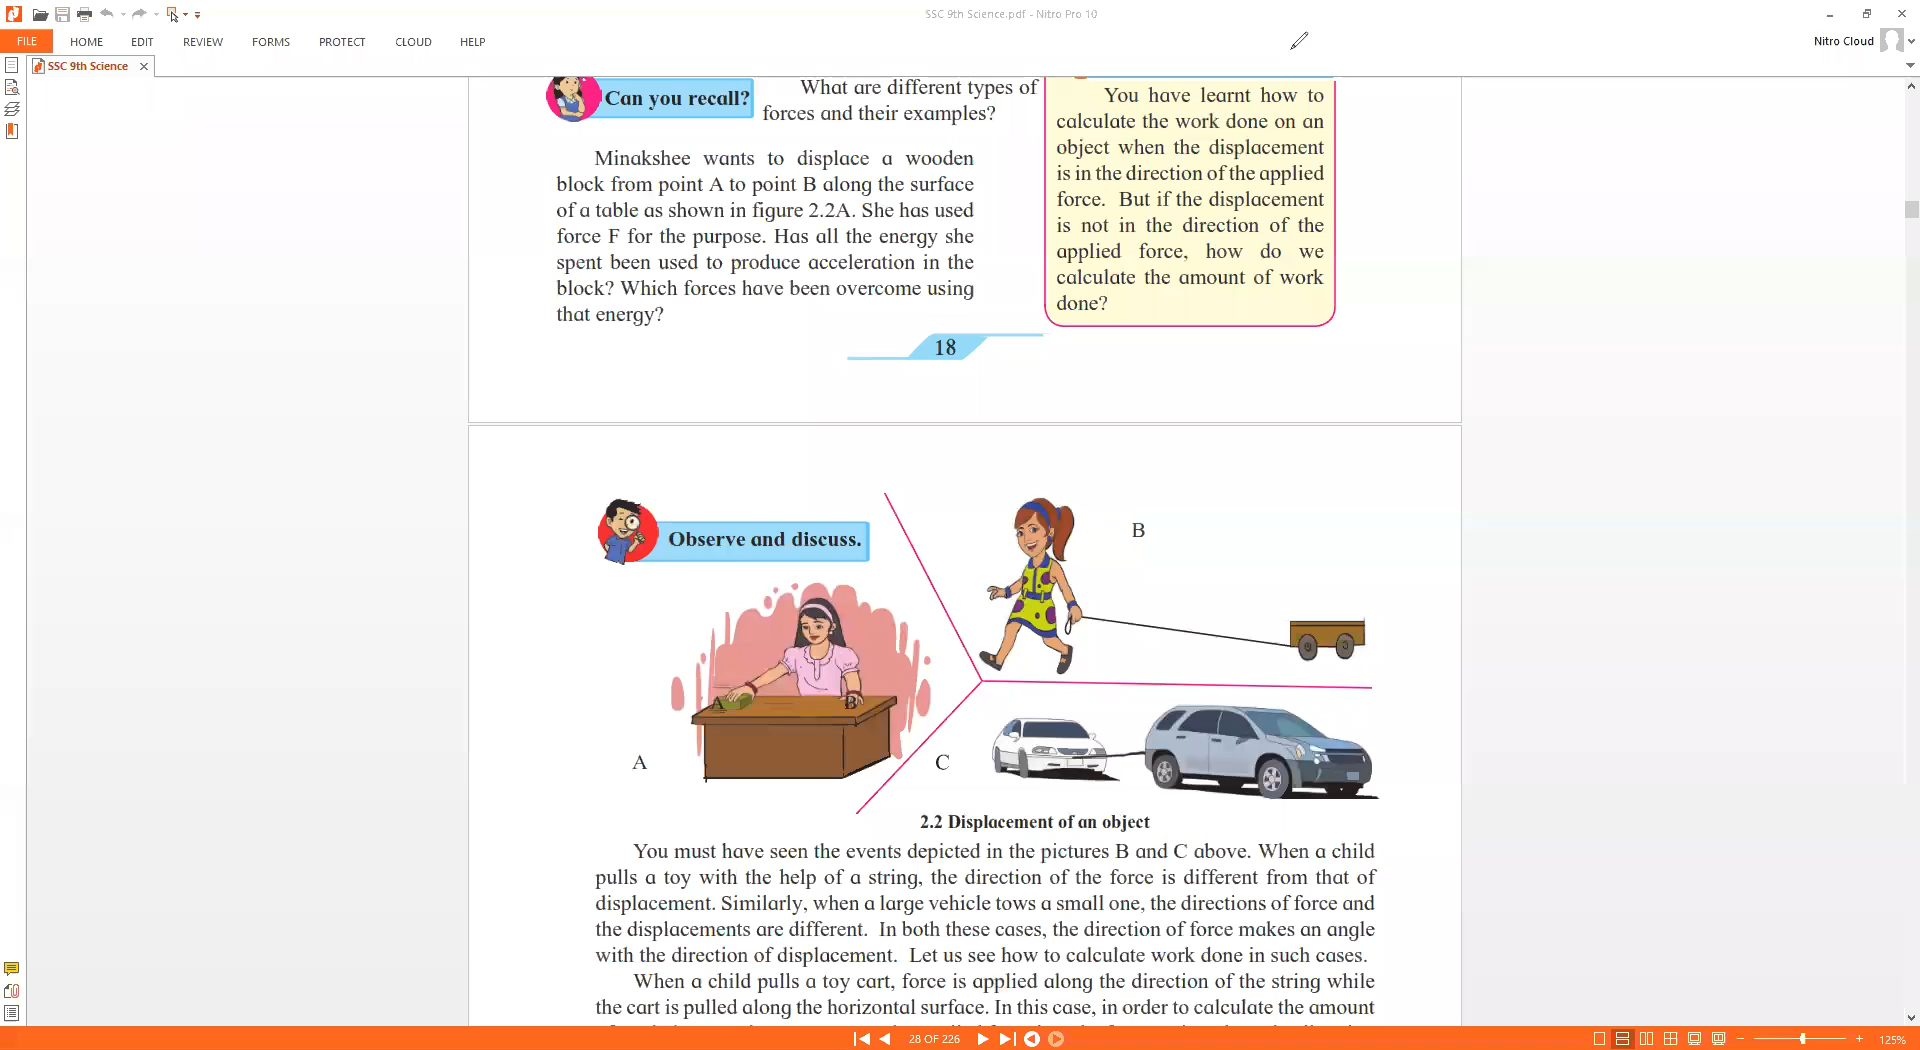 SSC 9th Science.pdf - Nitro Pro 10
FILE HOME EDIT REVIEW FORMS PROTECT CLOUD HELP
Nitro Cloud
SSC 9th Science
Can you recall?
What are different types of
forces and their examples?
Minakshee wants to displace a wooden
block from point A to point B along the surface
of a table as shown in figure 2.2A. She has used
force F for the purpose. Has all the energy she
spent been used to produce acceleration in the
block? Which forces have been overcome using
that energy?
You have learnt how to
calculate the work done on an
object when the displacement
is in the direction of the applied
force. But if the displacement
is not in the direction of the
applied force, how do we
calculate the amount of work
done?
18
Observe and discuss.
B
A
B
A
C
2.2 Displacement of an object
You must have seen the events depicted in the pictures B and C above. When a child
pulls a toy with the help of a string, the direction of the force is different from that of
displacement. Similarly, when a large vehicle tows a small one, the directions of force and
the displacements are different. In both these cases, the direction of force makes an angle
with the direction of displacement. Let us see how to calculate work done in such cases.
When a child pulls a toy cart, force is applied along the direction of the string while
the cart is pulled along the horizontal surface. In this case, in order to calculate the amount
28 OF 226
125%